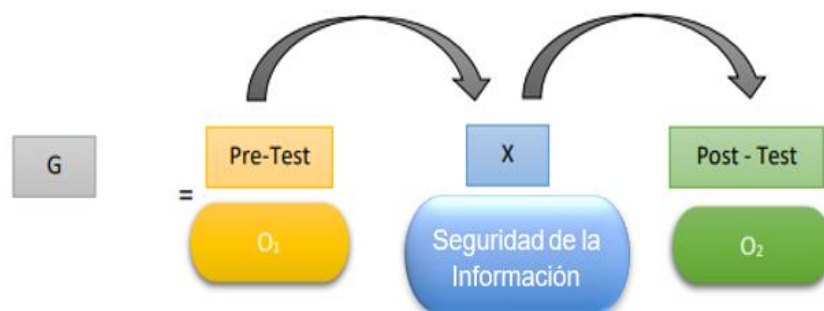 G
=
Pre-Test
X
Post - Test
O₁
Seguridad de la
Información
O₂